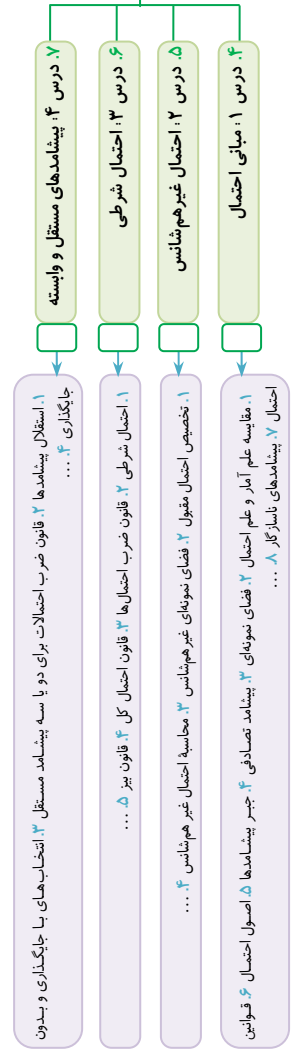 ۴. درس ۱: مبانی احتمال
۱. مقایسه علم آمار و علم احتمال ۲. فضای نمونه‌ای ۳. پیشامد تصادفی ۴. جبر پیشامدها ۵. اصول احتمال ۶. قوانین
احتمال ۷. پیشامدهای ناسازگار ۸. ...
۵. درس ۲: احتمال غیرهم‌شانس
۱. تخصیص احتمال مقبول ۲. فضای نمونه‌ای غیرهم‌شانس ۳. محاسبهٔ احتمال غیر هم‌شانس ۴. ...
۶. درس ۳: احتمال شرطی
۱. احتمال شرطی ۲. قانون ضرب احتمال‌ها ۳. قانون احتمال کل ۴. قانون بیز ۵. ...
۷. درس ۴: پیشامدهای مستقل و وابسته
۱. استقلال پیشامدها ۲. قانون ضرب احتمالات برای دو یا سه پیشامد مستقل ۳. انتخاب‌های با جایگذاری و بدون
جایگذاری ۴. ...